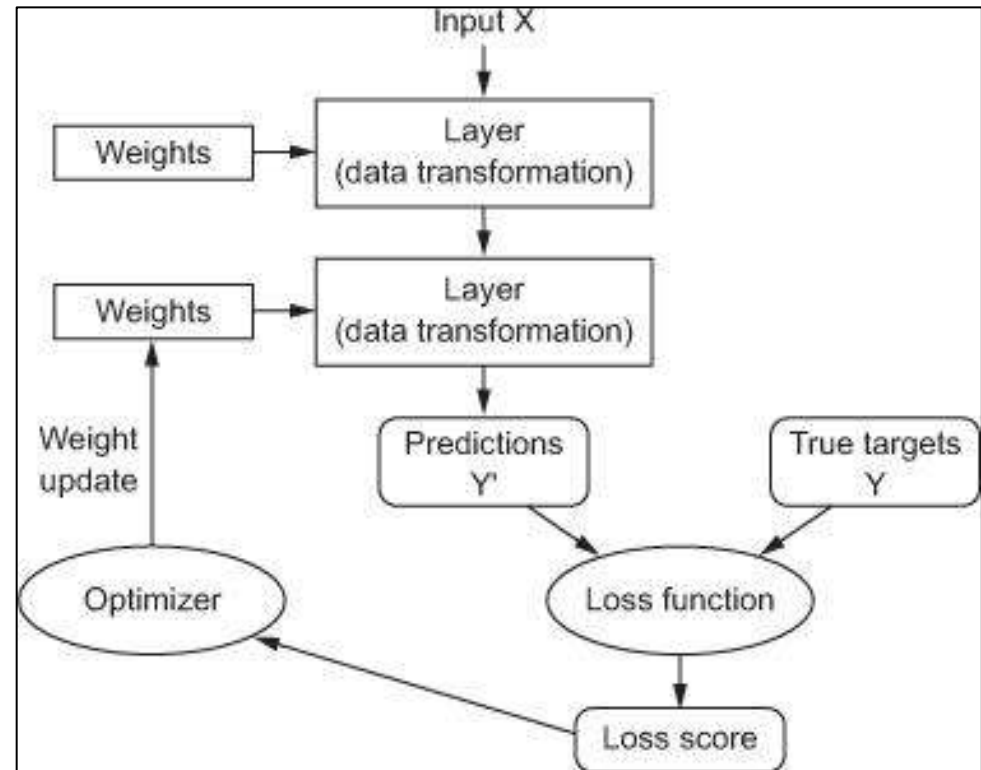 Input X
Layer
(data transformation)
Weights
Layer
(data transformation)
Weights
Weight
update
Predictions
Y'
True targets
Y
Optimizer
Loss function
Loss score